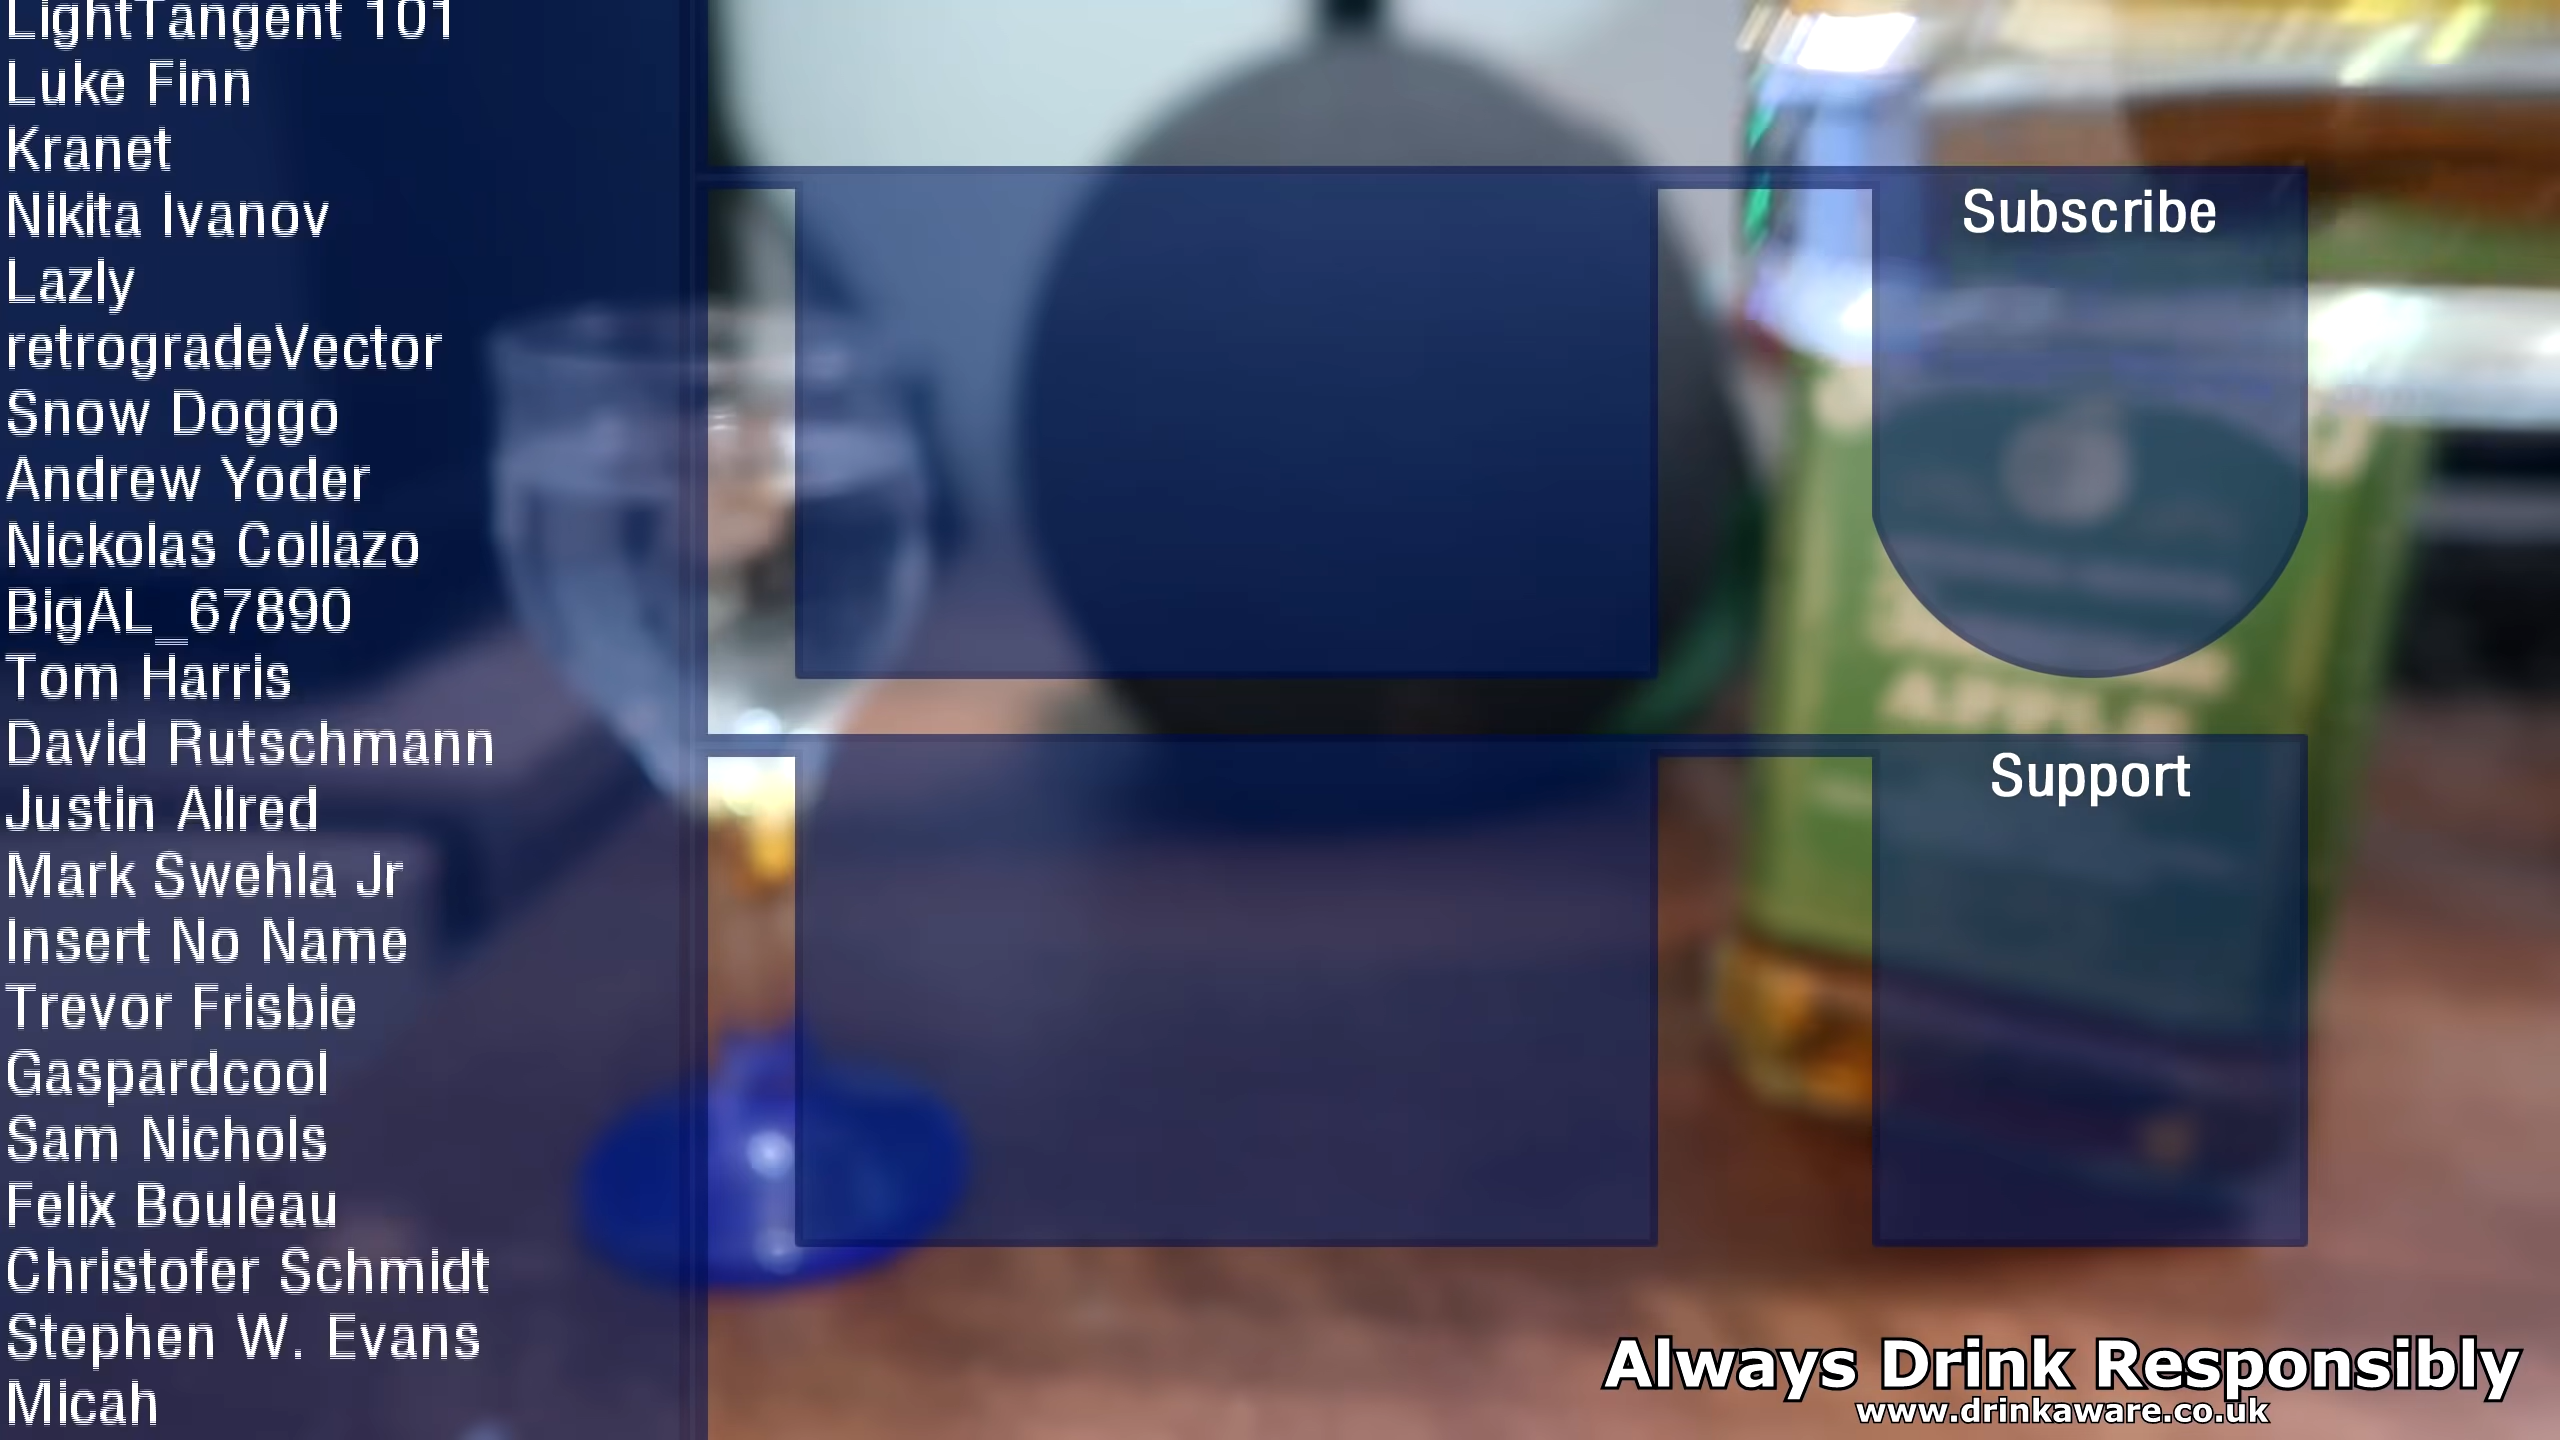 LightTangent 101
Luke Finn
Kranet
Nikita Ivanov
Lazly
retrogradeVector
Snow Doggo
Andrew Yoder
Nickolas Collazo
BigAL_67890
Tom Harris
David Rutschmann
Justin Allred
Mark Swehla Jr
Insert No Name
Trevor Frisbie
Gaspardcool
Sam Nichols
Felix Bouleau
Christofer Schmidt
Stephen W. Evans
Micah
Subscribe
APPLE
Support
Always Drink Responsibly
www.drinkaware.co.uk